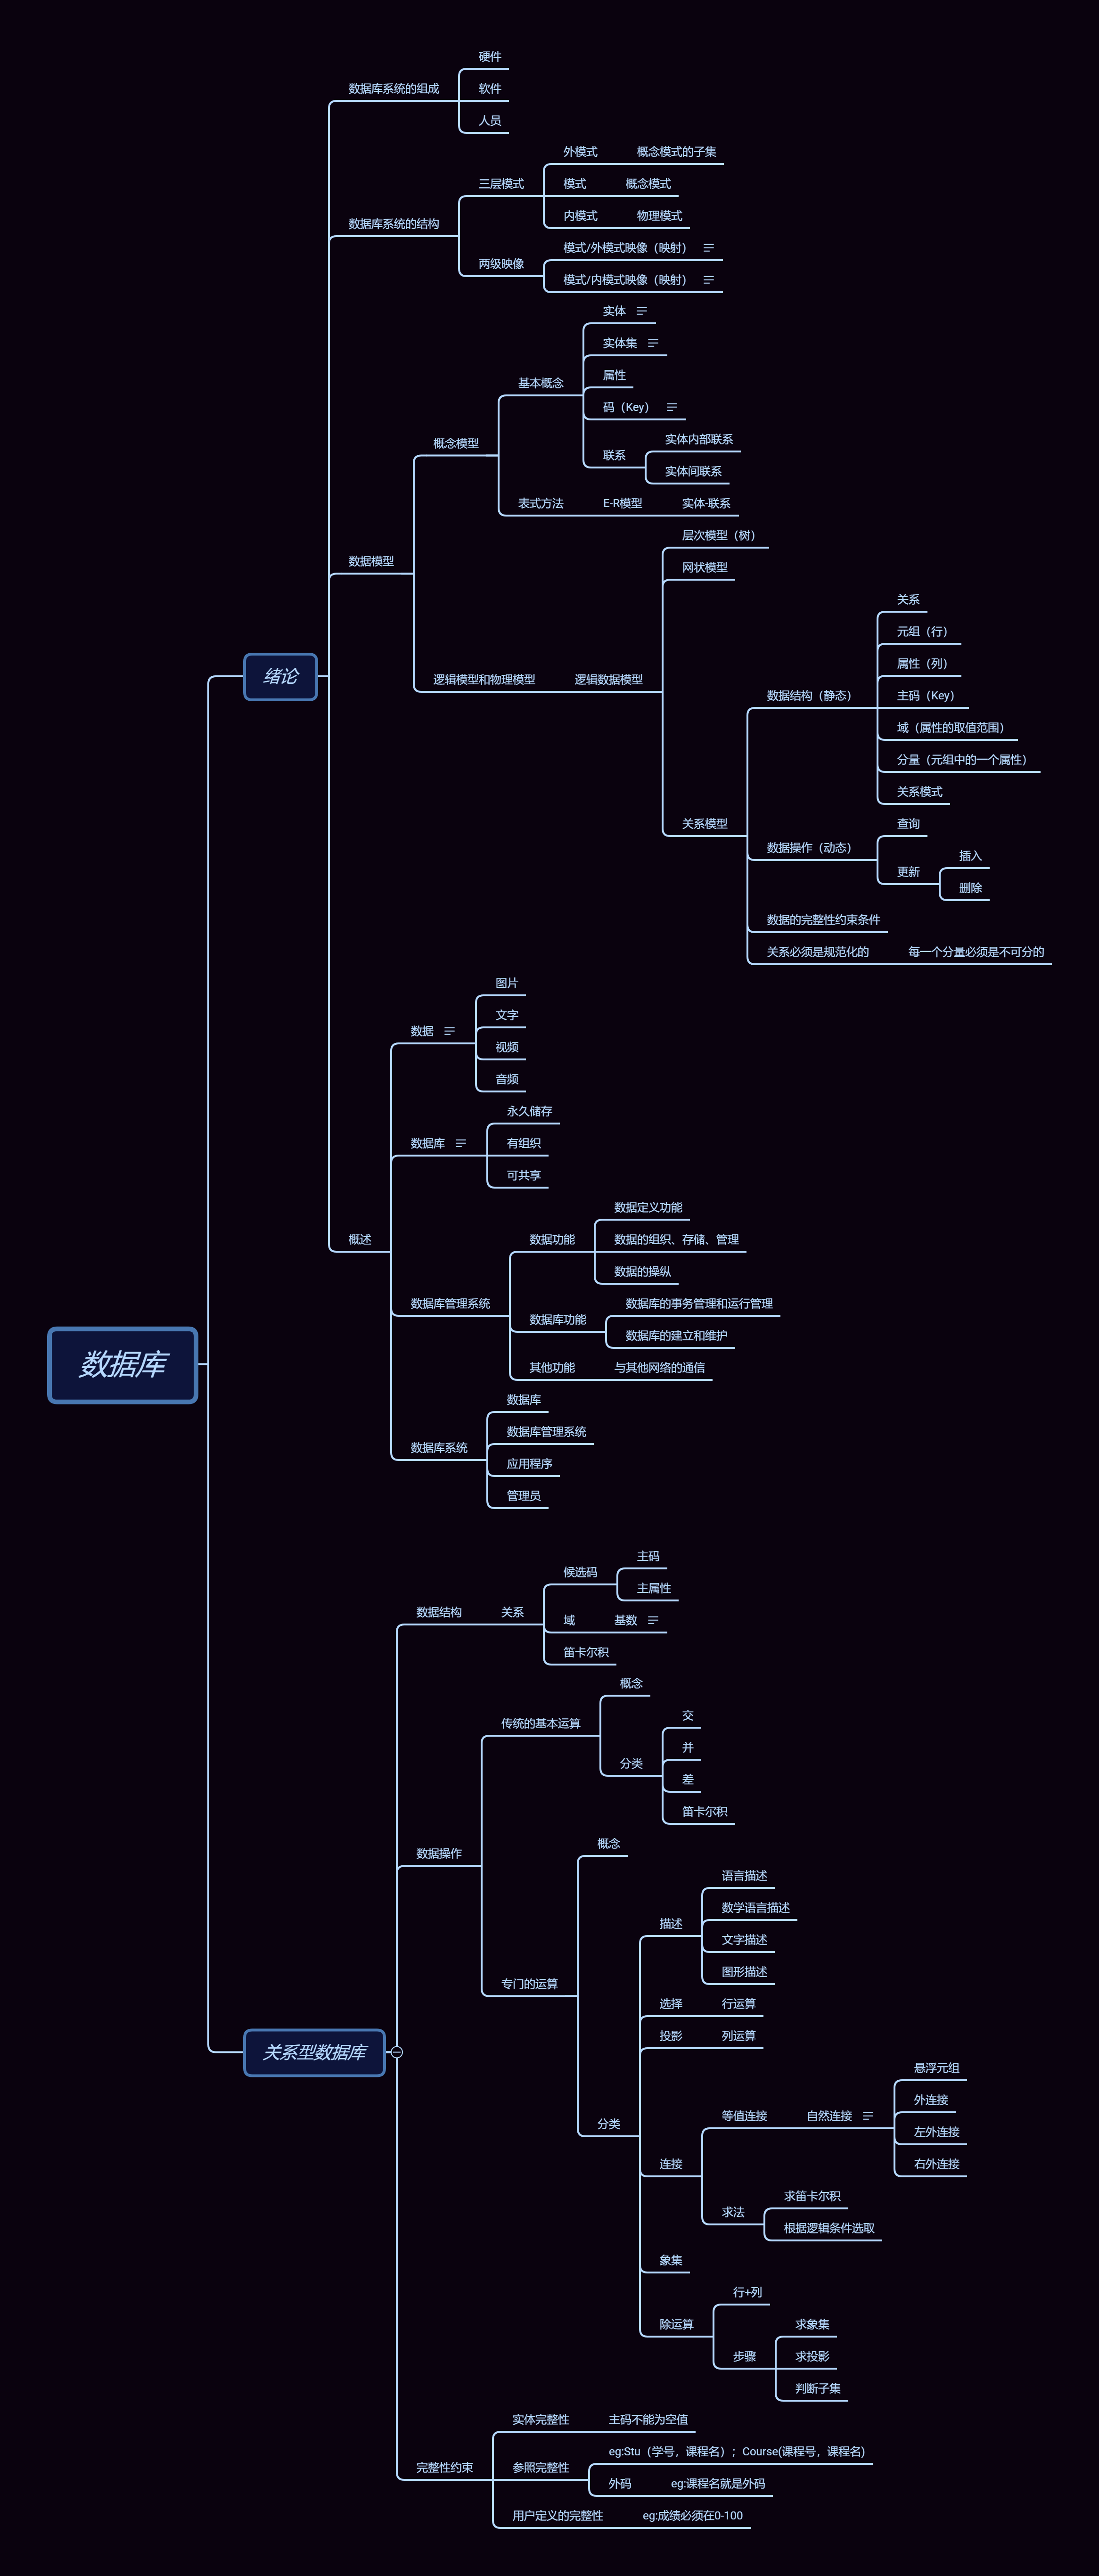 数据库
绪论
数据库系统的组成
硬件
软件
人员
数据库系统的结构
三层模式
外模式
概念模式的子集
模式
概念模式
内模式
物理模式
两级映像
模式/外模式映像（映射）
模式/内模式映像（映射）
数据模型
概念模型
基本概念
实体
实体集
属性
码（Key）
联系
实体内部联系
实体间联系
表式方法
E-R模型
实体-联系
逻辑模型和物理模型
逻辑数据模型
层次模型（树）
网状模型
关系模型
数据结构（静态）
关系
元组（行）
属性（列）
主码（Key）
域（属性的取值范围）
分量（元组中的一个属性）
关系模式
数据操作（动态）
查询
更新
插入
删除
数据的完整性约束条件
关系必须是规范化的
每一个分量必须是不可分的
概述
数据
图片
文字
视频
音频
数据库
永久储存
有组织
可共享
数据库管理系统
数据功能
数据定义功能
数据的组织、存储、管理
数据的操纵
数据库功能
数据库的事务管理和运行管理
数据库的建立和维护
其他功能
与其他网络的通信
数据库系统
数据库
数据库管理系统
应用程序
管理员
关系型数据库
数据结构
关系
候选码
主码
主属性
域
基数
笛卡尔积
数据操作
传统的基本运算
概念
分类
交
并
差
笛卡尔积
专门的运算
概念
分类
描述
语言描述
数学语言描述
文字描述
图形描述
选择
行运算
投影
列运算
连接
等值连接
自然连接
悬浮元组
外连接
左外连接
右外连接
求法
求笛卡尔积
根据逻辑条件选取
象集
除运算
行+列
步骤
求象集
求投影
判断子集
完整性约束
实体完整性
主码不能为空值
参照完整性
eg:Stu（学号，课程名）；Course(课程号，课程名)
外码
eg:课程名就是外码
用户定义的完整性
eg:成绩必须在0-100